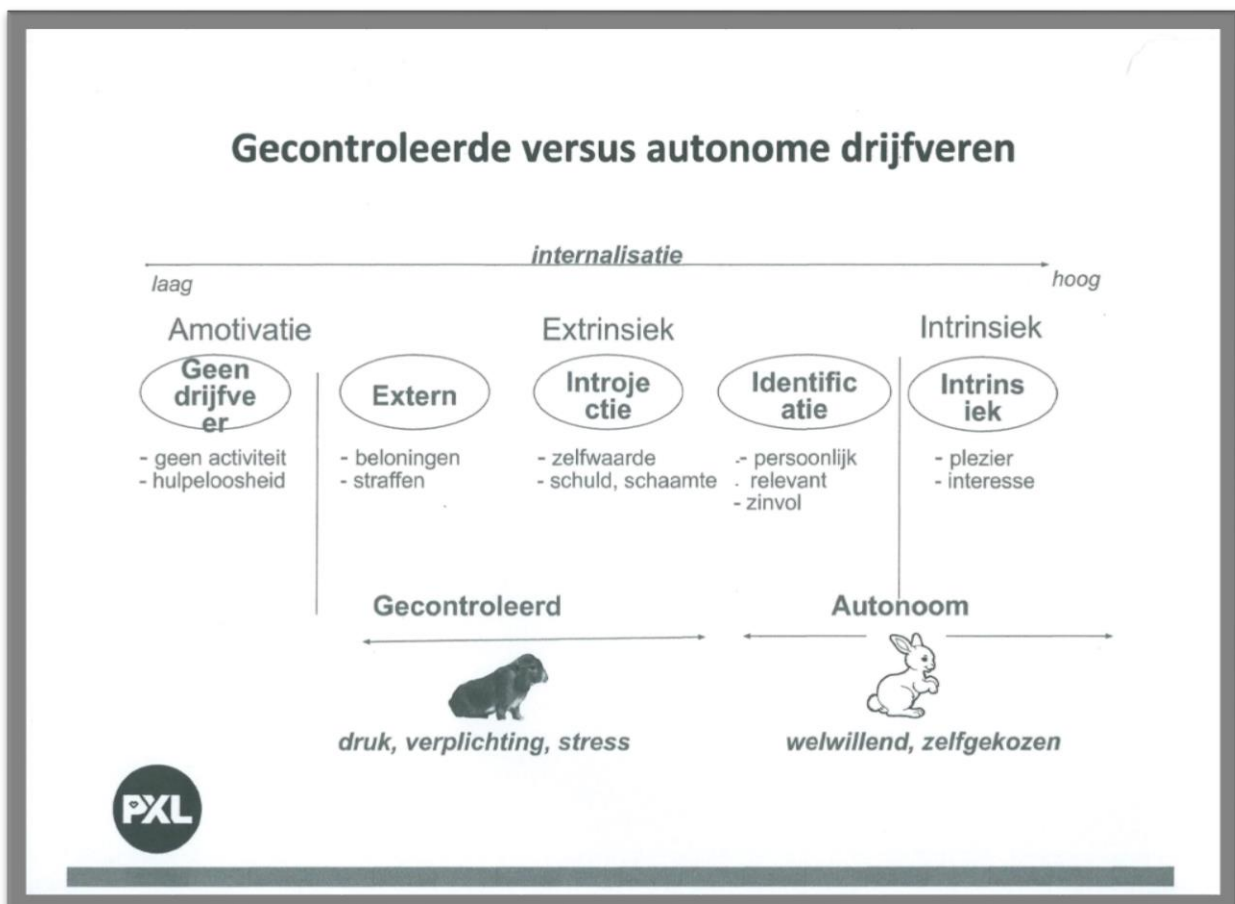 Gecontroleerde versus autonome drijfveren
internalisatie
laag
hoog
Amotivatie
Extrinsiek
Intrinsiek
Geen
drijfve
er
Extern
Introje
ctie
Identific
atie
Intrins
iek
- geen activiteit
- hulpeloosheid
- beloningen
- straffen
- zelfwaarde
- schuld, schaamte
- persoonlijk
relevant
- zinvol
- plezier
- interesse
Gecontroleerd
Autonoom
druk, verplichting, stress
welwillend, zelfgekozen
PXL